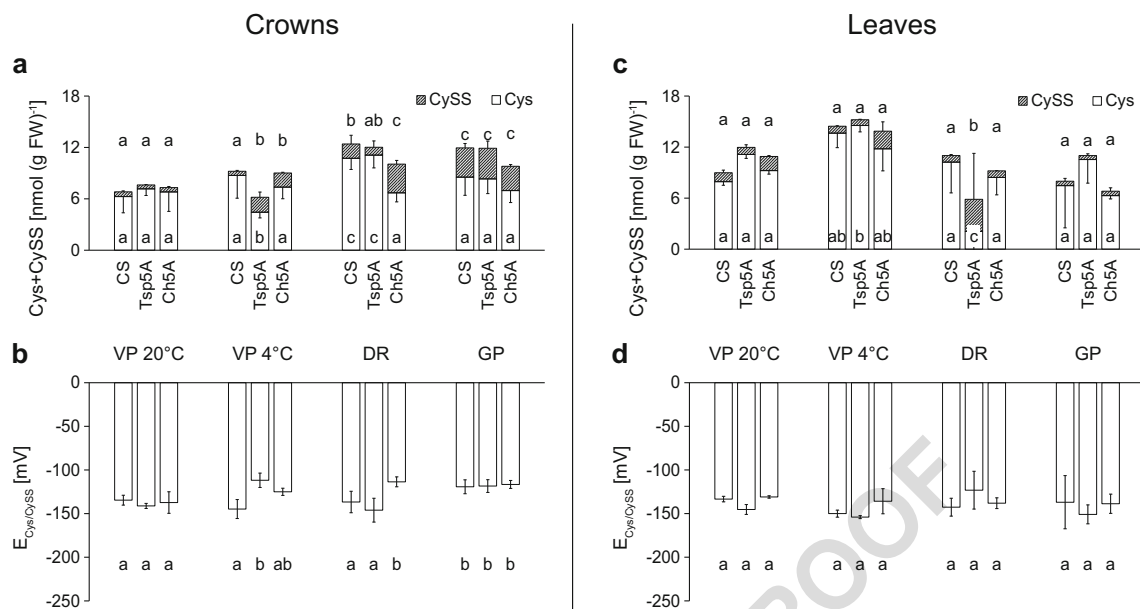 Crowns
Leaves
a
Cys+CySS [nmol (g FW)-1]
18
12
6
0
CySS Cys
a a a a b b b ab c c c c
a a a a b a c c a a a a
CS Tsp5A Ch5A CS Tsp5A Ch5A CS Tsp5A Ch5A CS Tsp5A Ch5A
b
VP 20°C VP 4°C DR GP
E Cys/CySS [mV]
0
-50
-100
-150
-200
-250
a a a a b ab a a b b b b
c
Cys+CySS [nmol (g FW)-1]
18
12
6
0
CySS Cys
a a a a a a a b a a a a
a a a ab b ab a c a a a a
CS Tsp5A Ch5A CS Tsp5A Ch5A CS Tsp5A Ch5A CS Tsp5A Ch5A
d
VP 20°C VP 4°C DR GP
E Cys/CySS [mV]
0
-50
-100
-150
-200
-250
a a a a a a a a a a a a
ROOF